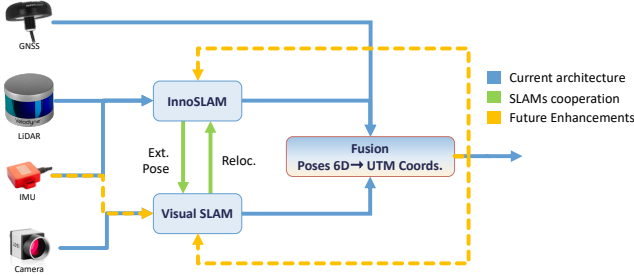 GNSS
Velodyne
LiDAR
IMU
Camera
InnoSLAM
Ext.
Pose
Reloc.
Visual SLAM
Fusion
Poses 6D→ UTM Coords.
Current architecture
SLAMs cooperation
Future Enhancements